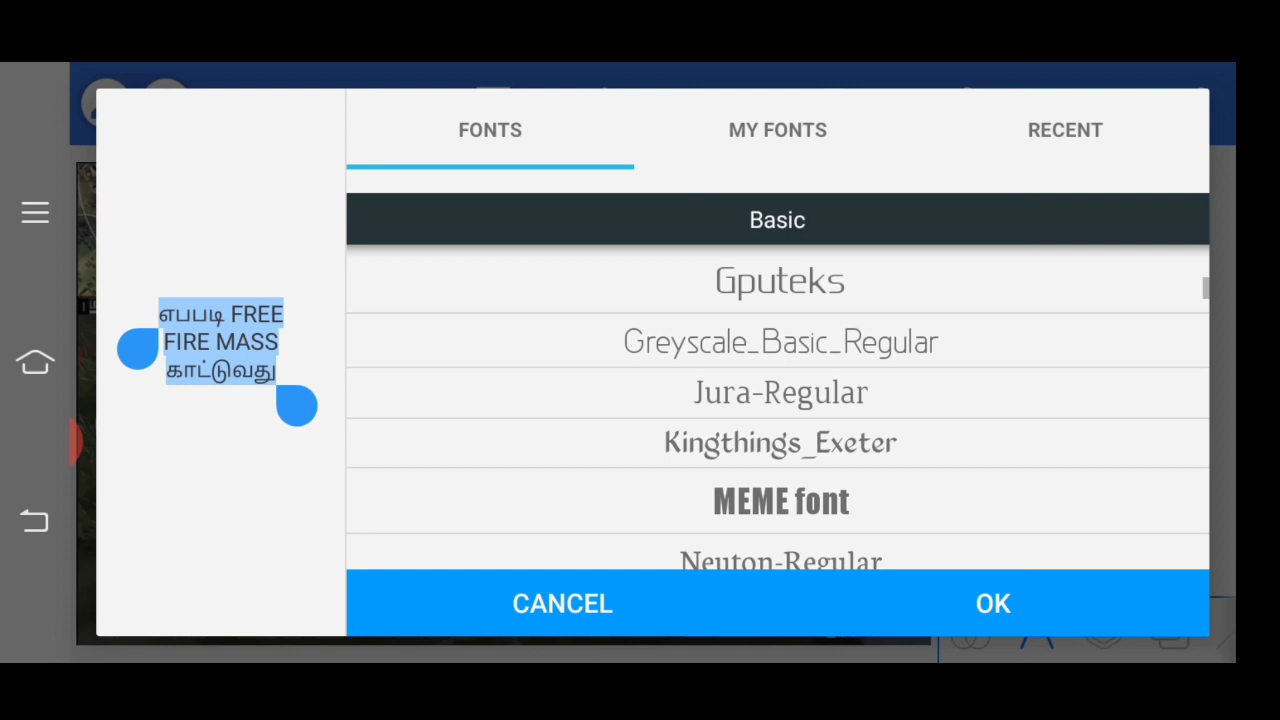 FONTS
MY FONTS
RECENT
Basic
Gputeks
Greyscale_Basic_Regular
Jura-Regular
Kingthings_Exeter
MEME font
Neuton-Regular
எபபடி FREE
FIRE MASS
காட்டுவது
CANCEL
OK